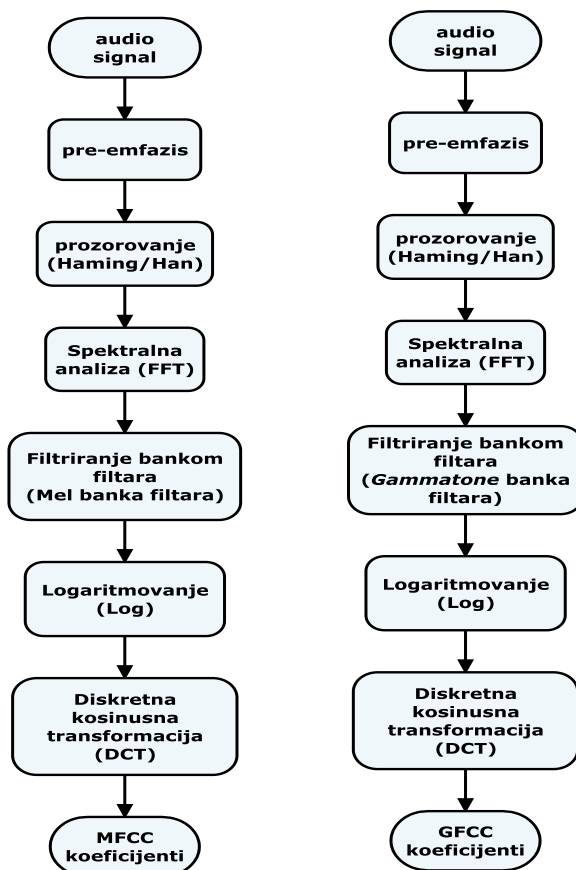 audio
signal
pre-emfazis
prozorovanje
(Haming/Han)
Spektralna
analiza (FFT)
Filtriranje bankom
filtara
(Mel banka filtara)
Logaritmovanje
(Log)
Diskretna
kosinusna
transformacija
(DCT)
MFCC
koeficijenti
audio
signal
pre-emfazis
prozorovanje
(Haming/Han)
Spektralna
analiza (FFT)
Filtriranje bankom
filtara
(Gammatone banka
filtara)
Logaritmovanje
(Log)
Diskretna
kosinusna
transformacija
(DCT)
GFCC
koeficijenti